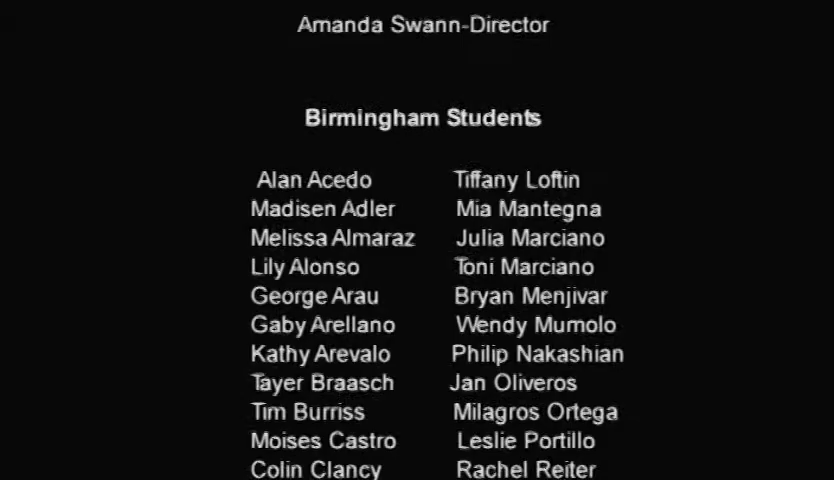 Amanda Swann-Director
Birmingham Students
Alan Acedo Tiffany Loftin
Madisen Adler Mia Mantegna
Melissa Almaraz Julia Marciano
Lily Alonso Toni Marciano
George Arau Bryan Menjivar
Gaby Arellano Wendy Mumolo
Kathy Arevalo Philip Nakashian
Tayer Braasch Jan Oliveros
Tim Burriss Milagros Ortega
Moises Castro Leslie Portillo
Colin Clancy Rachel Reiter